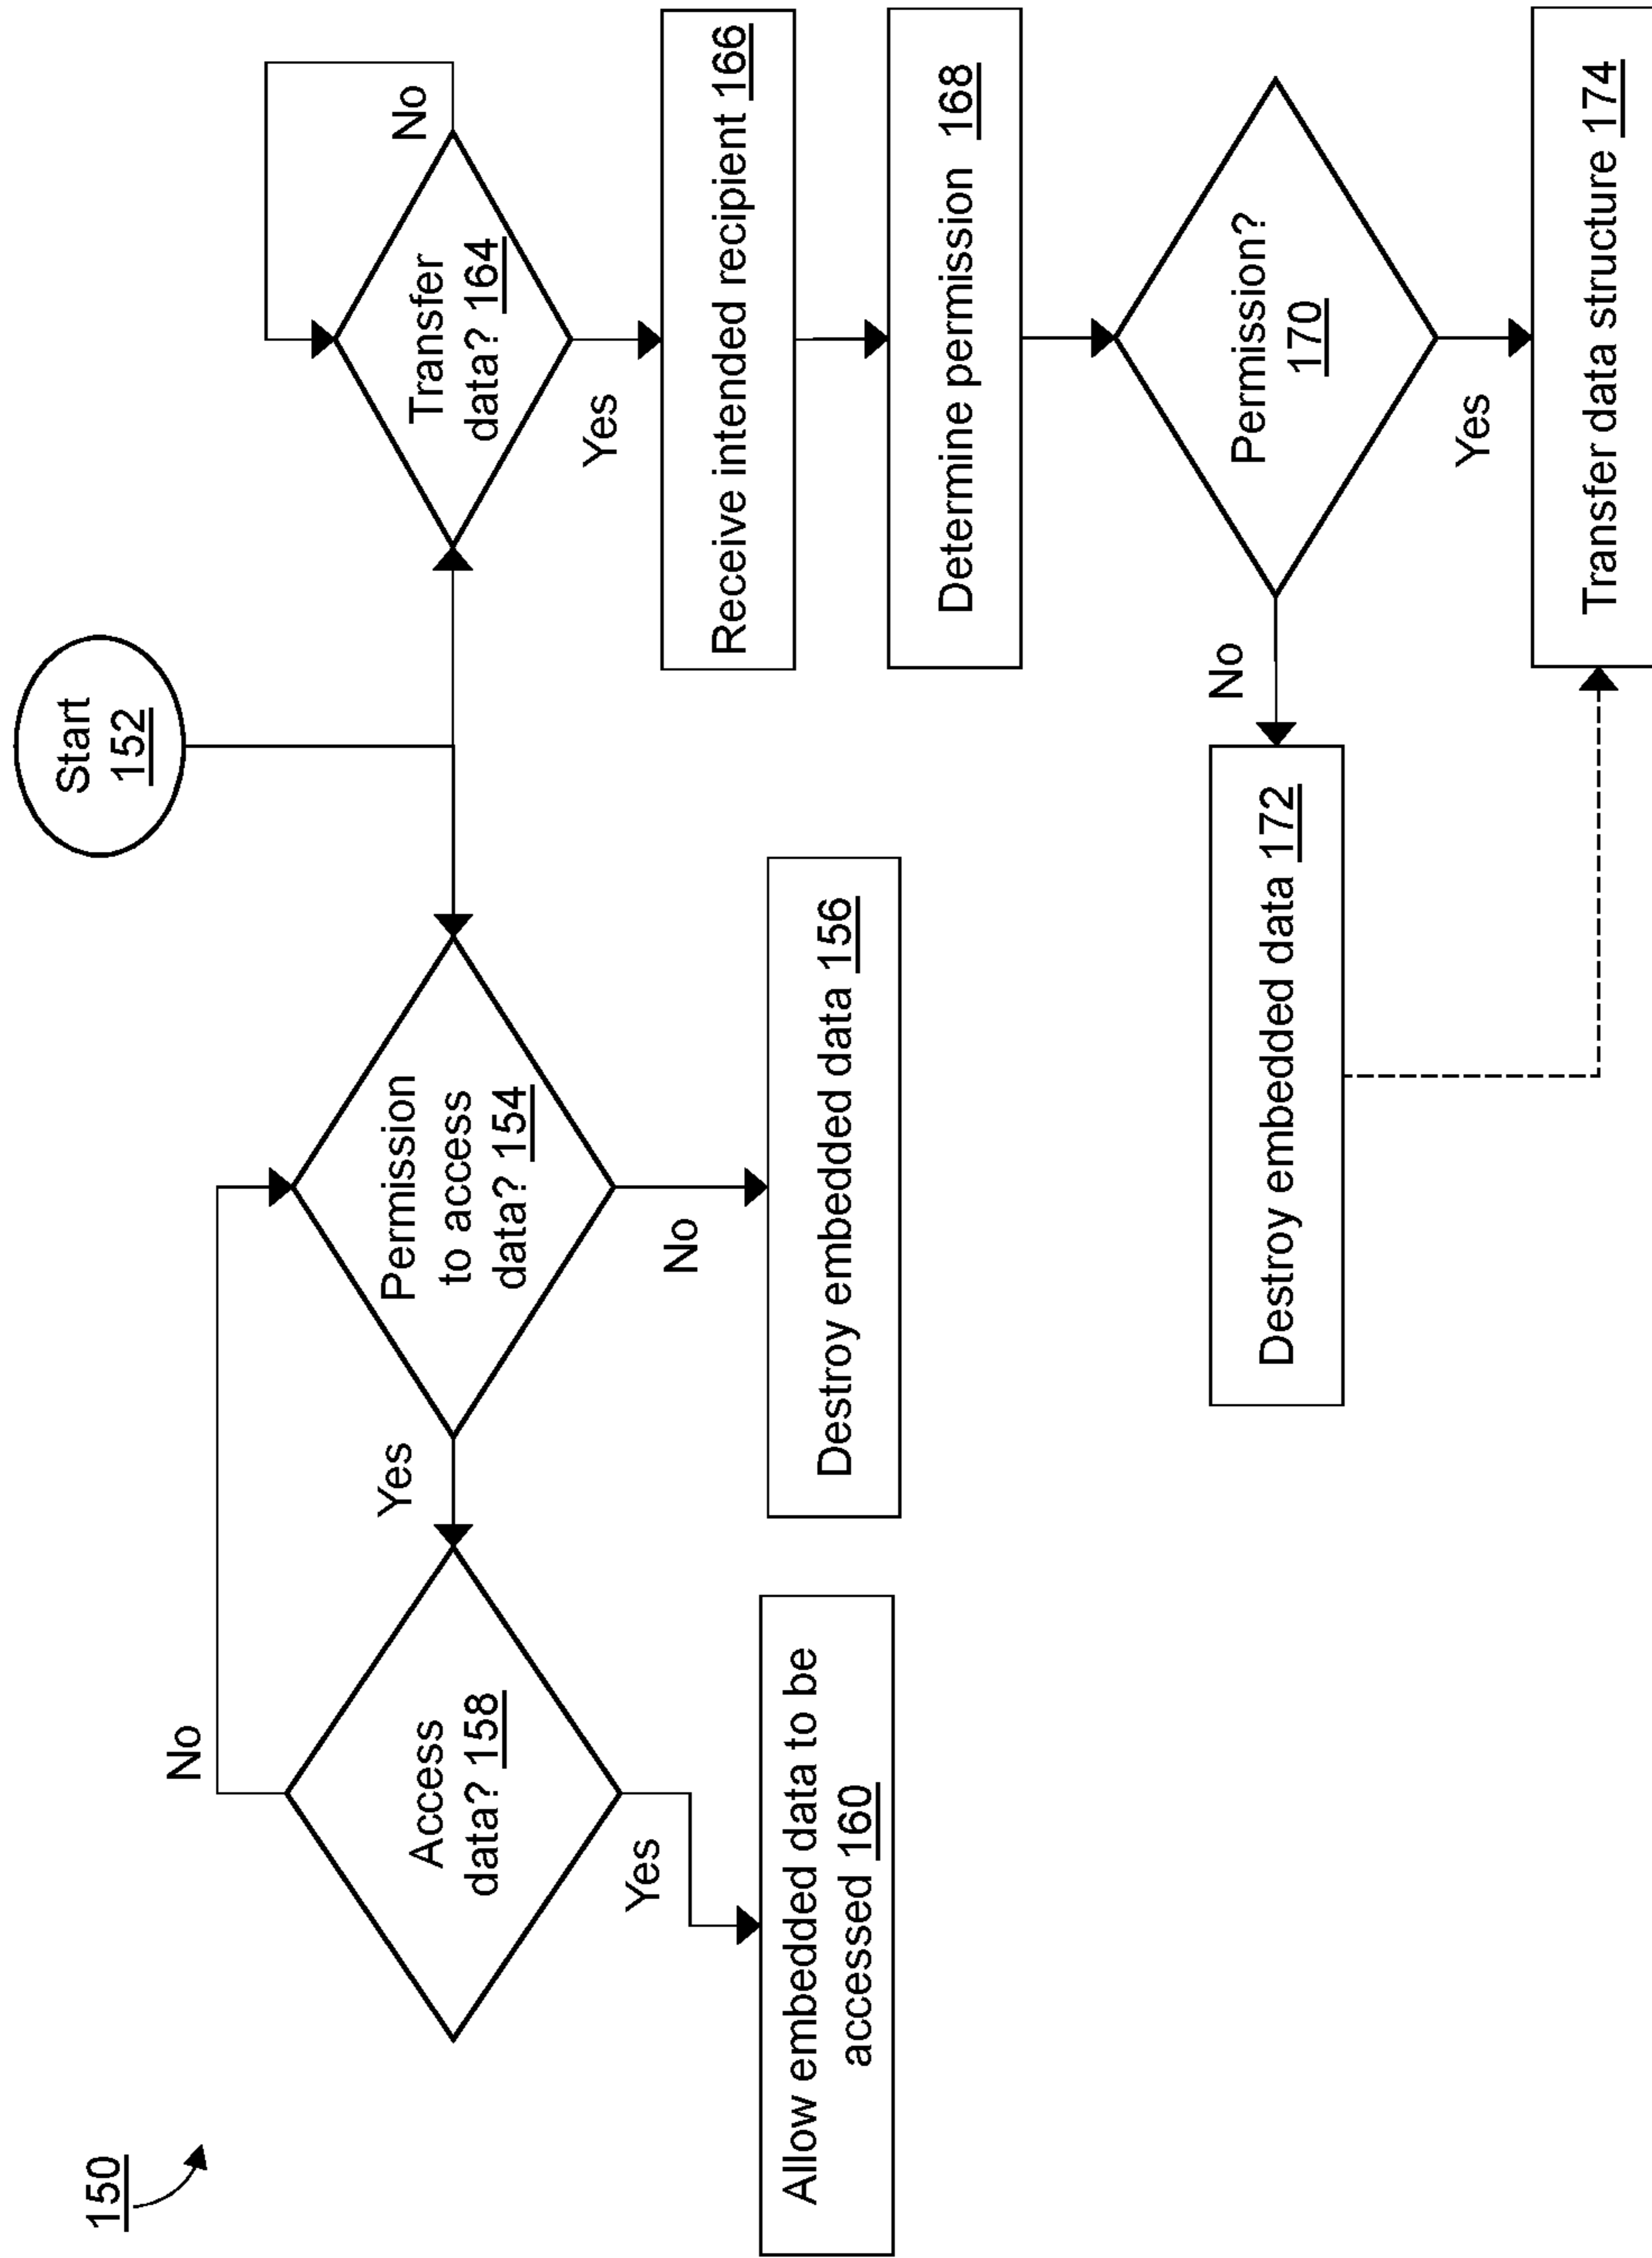 150
Start
152
No
Access
data? 158
Yes
Permission
to access
data? 154
No
Transfer
data? 164
Yes
No
Yes
Allow embedded data to be
accessed 160
Destroy embedded data 156
Receive intended recipient 166
Determine permission 168
No
Permission?
170
Yes
Destroy embedded data 172
Transfer data structure 174